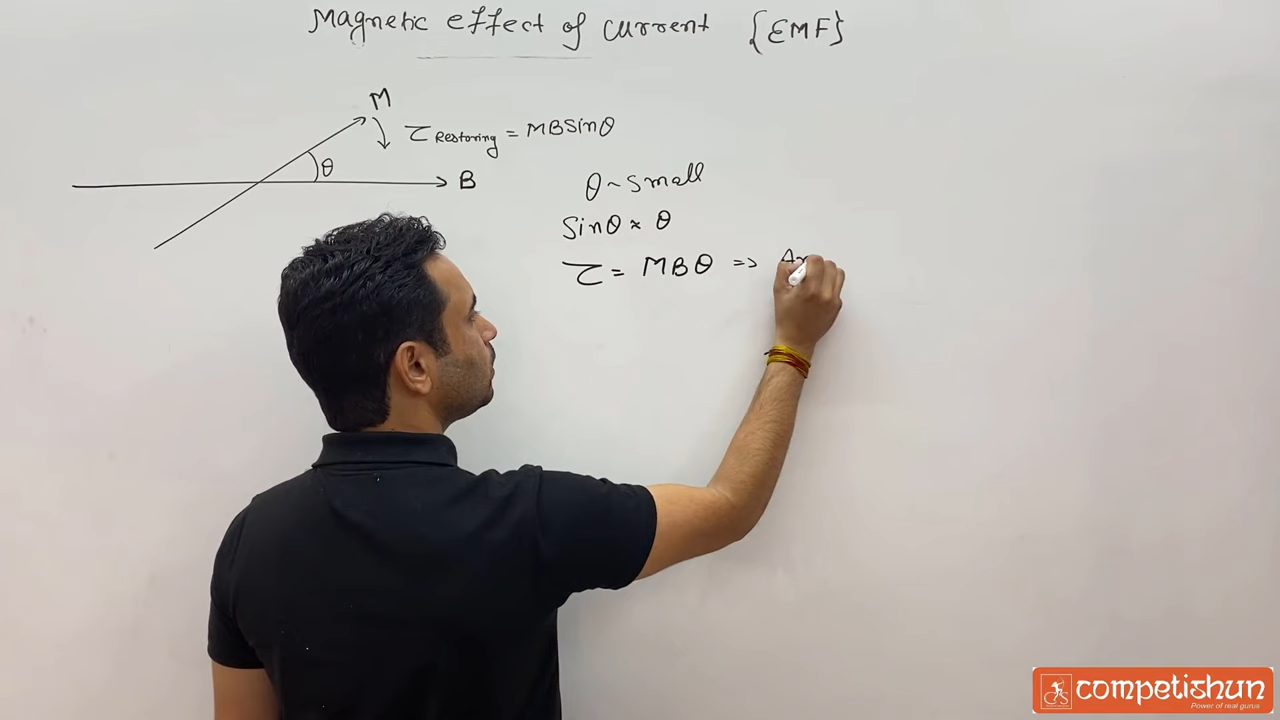 Magnetic effect of current {EMF}
M
τ Restoring = MBSinθ
θ
B
θ ~ small
Sinθ ≈ θ
τ = MBθ ⇒
competishun
Power of real gurus